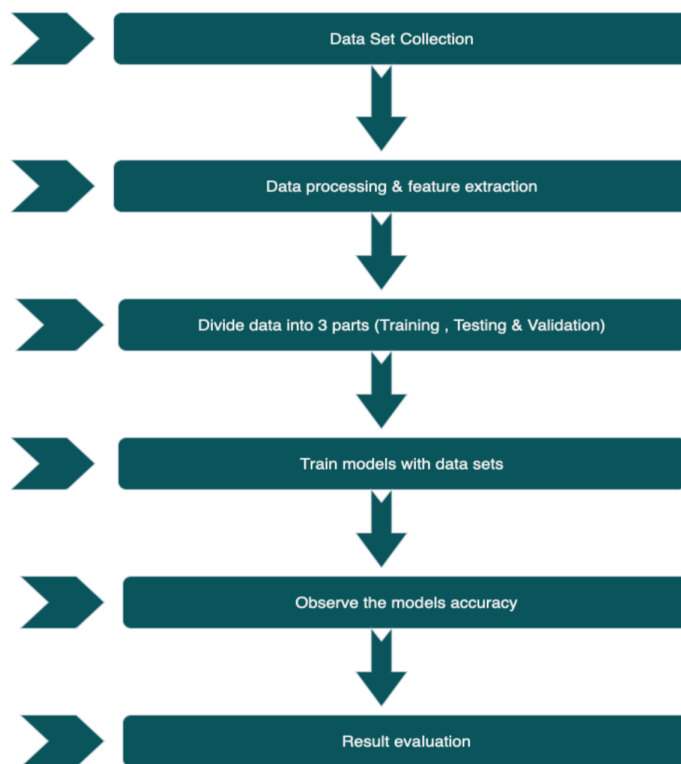 Data Set Collection
Data processing & feature extraction
Divide data into 3 parts (Training , Testing & Validation)
Train models with data sets
Observe the models accuracy
Result evaluation